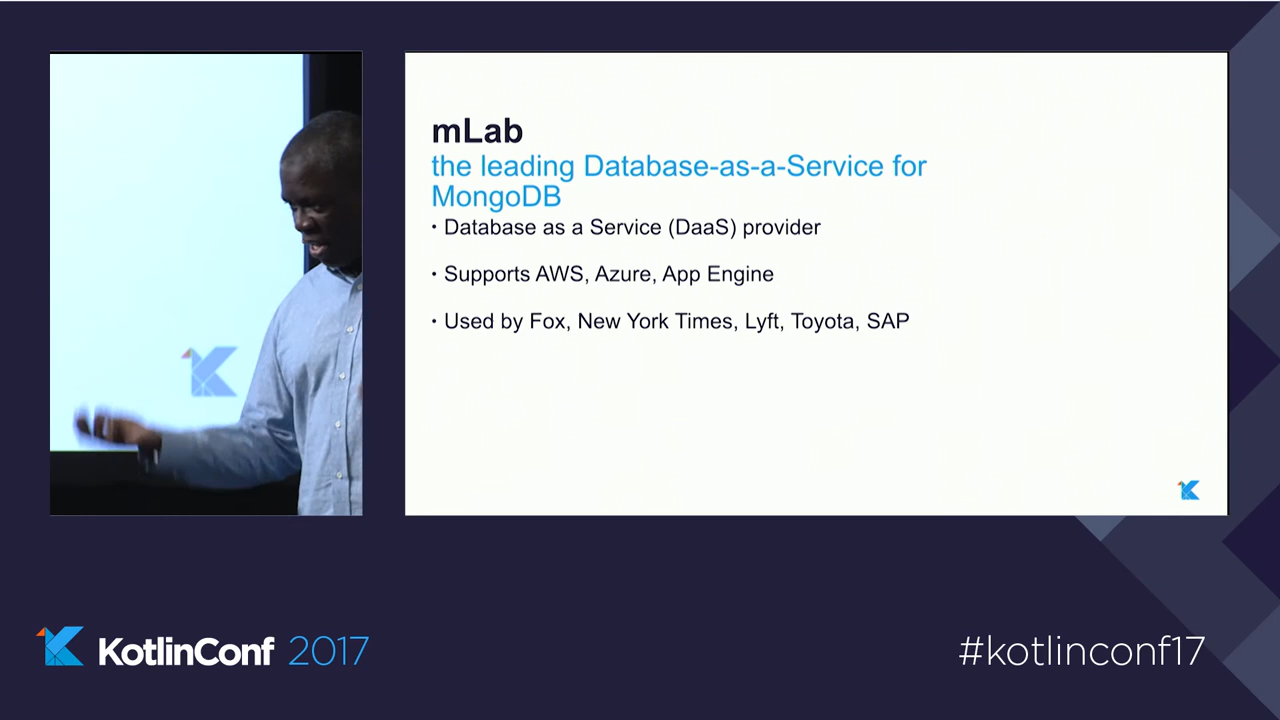 mLab
the leading Database-as-a-Service for
MongoDB
• Database as a Service (DaaS) provider
• Supports AWS, Azure, App Engine
• Used by Fox, New York Times, Lyft, Toyota, SAP
KotlinConf 2017
#kotlinconf17